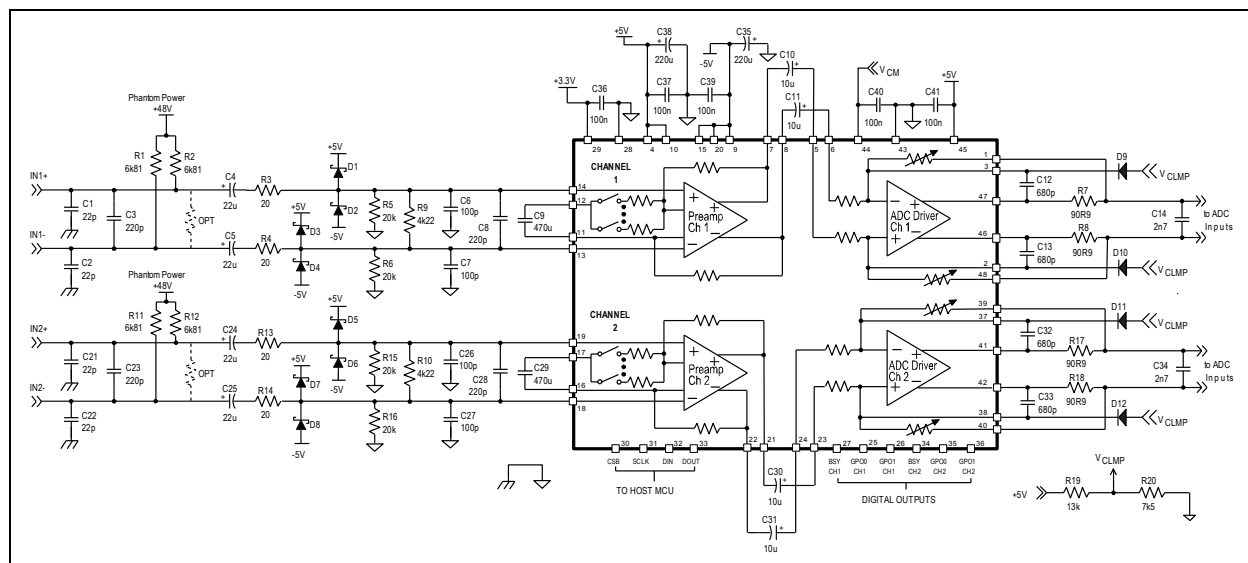 +5V
C38
220u
-5V
C35
220u
C10
10u
V CM
+5V
+3.3V
C36
100n
C37
100n
C39
100n
C11
10u
C40
100n
C41
100n
29
28
4
10
15
20
9
7
8
5
6
44
43
45
Phantom Power
+48V
R1
6k81
R2
6k81
IN1+
C1
22p
C3
220p
OPT
C4
22u
R3
20
+5V
D1
D2
-5V
R5
20k
R9
4k22
C6
100p
C8
220p
C9
470u
IN1-
C2
22p
C5
22u
R4
20
+5V
D3
D4
-5V
R6
20k
C7
100p
14
12
11
13
CHANNEL
1
Preamp
Ch 1
ADC Driver
Ch 1
1
3
47
46
2
48
C12
680p
C13
680p
D9
V CLMP
R7
90R9
R8
90R9
C14
2n7
to ADC
Inputs
D10
V CLMP
Phantom Power
+48V
R11
6k81
R12
6k81
IN2+
C21
22p
C23
220p
OPT
C24
22u
R13
20
+5V
D5
D6
-5V
R15
20k
R10
4k22
C26
100p
C28
220p
C29
470u
IN2-
C22
22p
C25
22u
R14
20
+5V
D7
D8
-5V
R16
20k
C27
100p
19
17
16
18
CHANNEL
2
Preamp
Ch 2
ADC Driver
Ch 2
39
37
41
42
38
40
C32
680p
C33
680p
D11
V CLMP
R17
90R9
R18
90R9
C34
2n7
to ADC
Inputs
D12
V CLMP
30
31
32
33
22
21
24
23
27
25
26
34
35
36
CSB
SCLK
DIN
DOUT
TO HOST MCU
BSY
CH1
GPO0
CH1
GPO1
CH1
BSY
CH2
GPO0
CH2
GPO1
CH2
DIGITAL OUTPUTS
C30
10u
C31
10u
V CLMP
+5V
R19
13k
R20
7k5